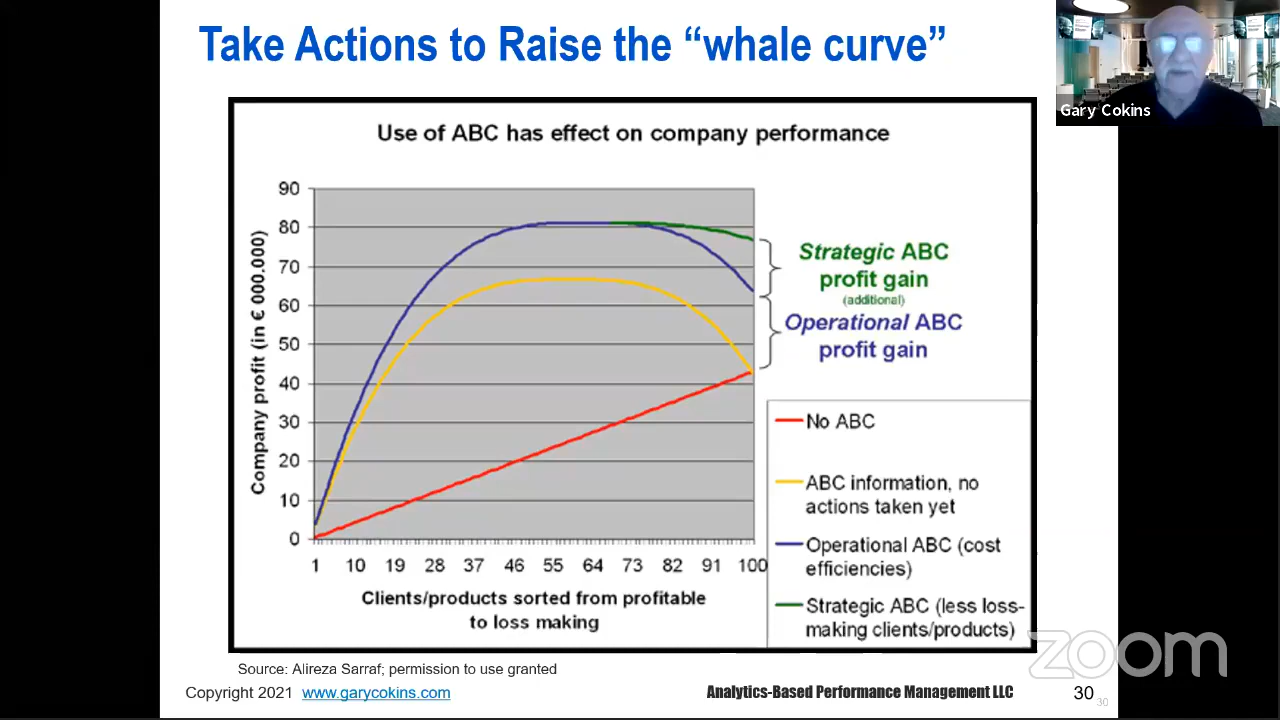 Take Actions to Raise the “whale curve”
Gary Cokins
Use of ABC has effect on company performance
Company profit (in € 000.000)
90
80
70
60
50
40
30
20
10
0
1 10 19 28 37 46 55 64 73 82 91 100
Clients/products sorted from profitable
to loss making
Strategic ABC
profit gain
(additional)
Operational ABC
profit gain
No ABC
ABC information, no
actions taken yet
Operational ABC (cost
efficiencies)
Strategic ABC (less loss-
making clients/products)
zoom
Source: Alireza Sarraf; permission to use granted
Copyright 2021 www.garycokins.com
Analytics-Based Performance Management LLC
30
30